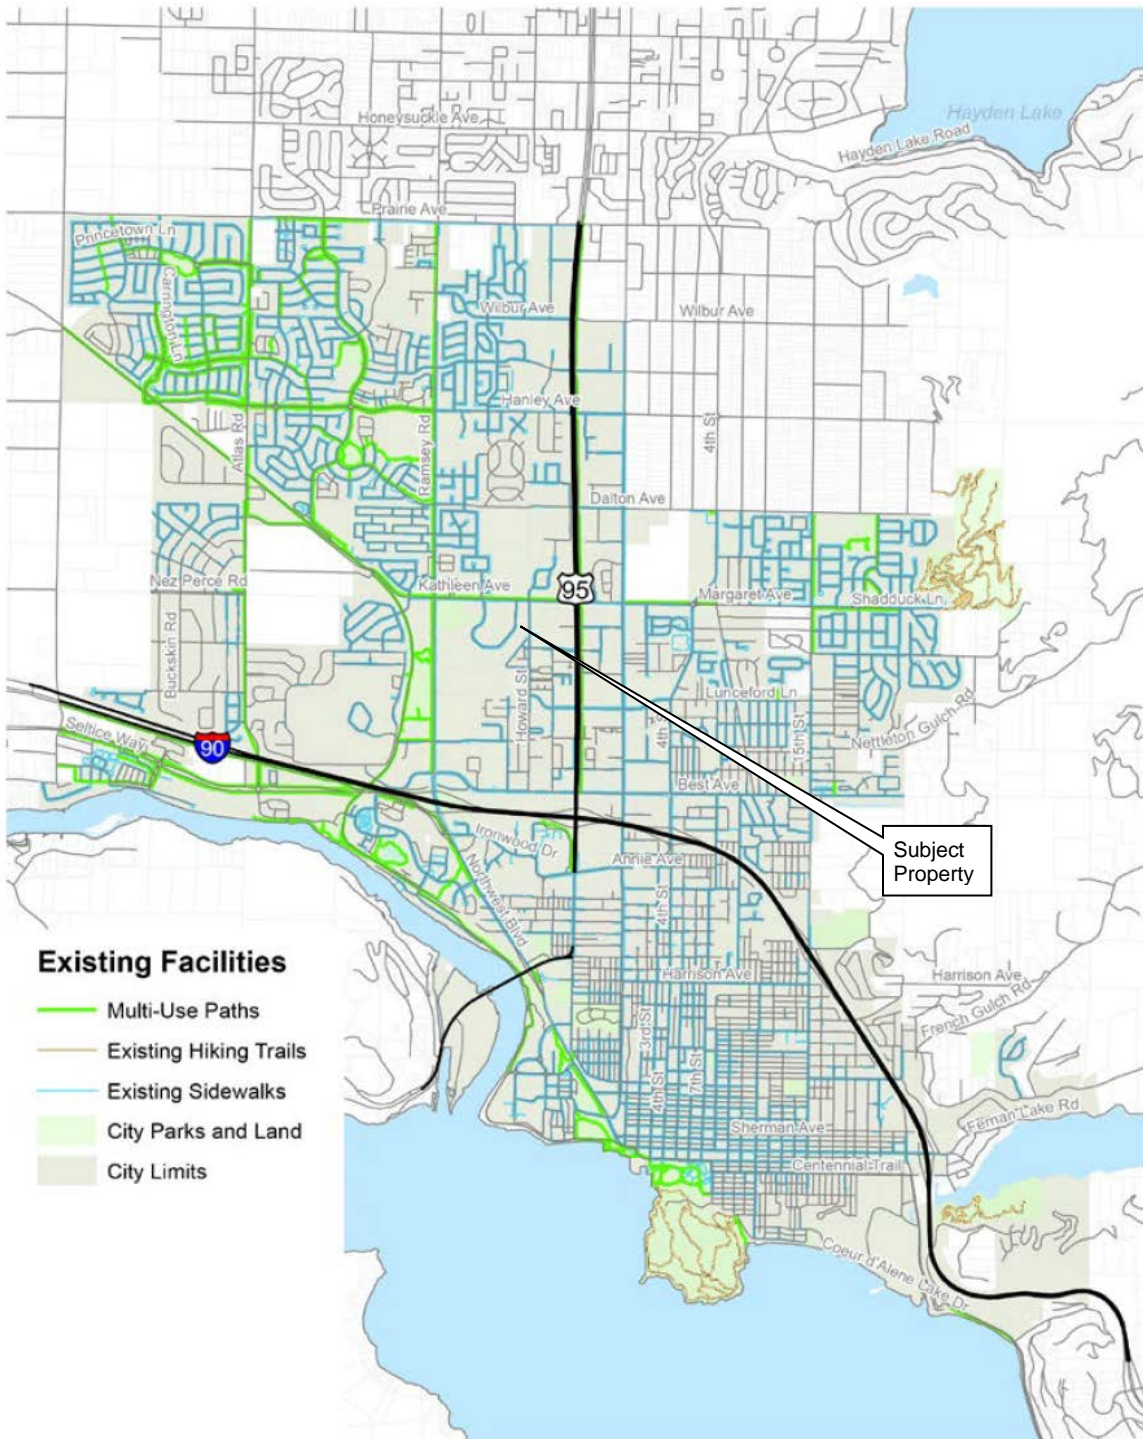 Hayden Lake
Honeysuckle Ave
Hayden Lake Road
Prairie Ave
Princetown Ln
Carrington Ln
Wilbur Ave
Wilbur Ave
Hanley Ave
Atlas Rd
Ramsey Rd
4th St
Dalton Ave
Nez Perce Rd
Kathleen Ave
95
Margaret Ave
Shadduck Ln
Buckskin Rd
Howard St
Lunceford Ln
4th S
15th St
Nettleton Gulch Rd
Seltice Way
90
Best Ave
Ironwood Dr
Annie Ave
Subject
Property
Northwest Blvd
4th St
Harrison Ave
Harrison Ave
French Gulch Rd
Existing Facilities
Multi-Use Paths
Existing Hiking Trails
Existing Sidewalks
City Parks and Land
City Limits
3rd St
4th St
7th St
Sherman Ave
Fernan Lake Rd
Centennial Trail
Coeur d'Alene Lake Dr